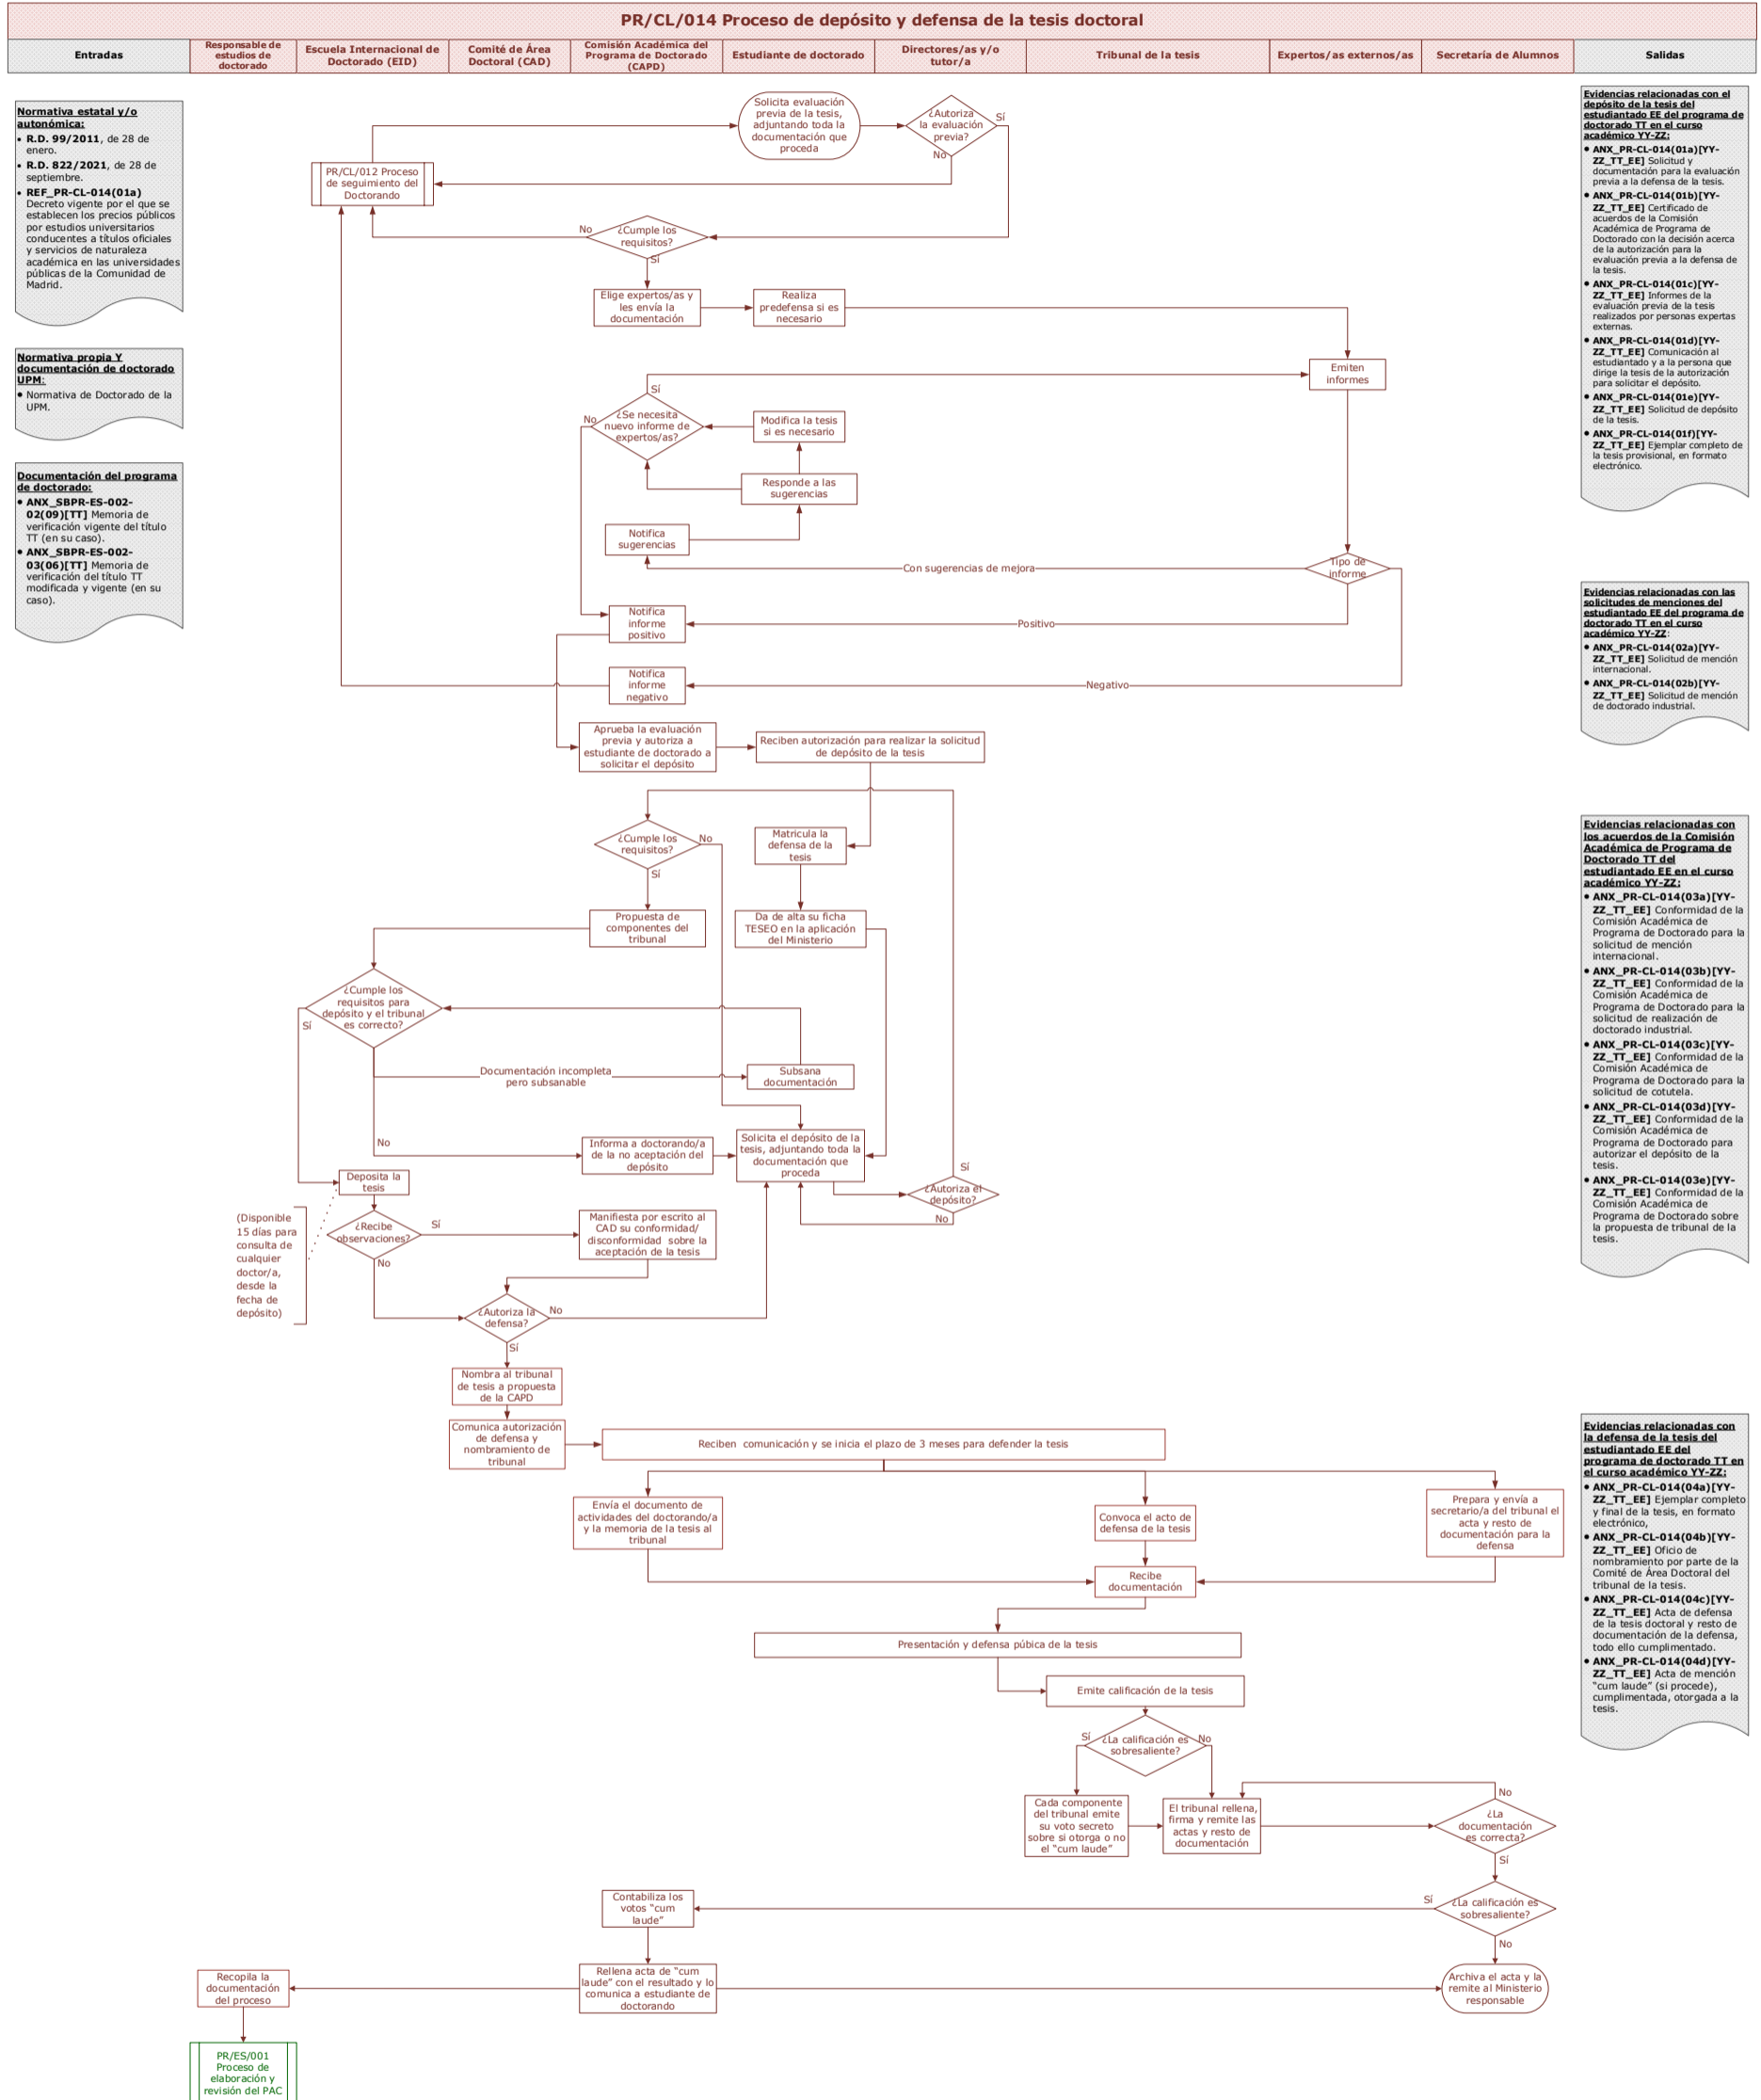 PR/CL/014 Proceso de depósito y defensa de la tesis doctoral
Entradas
Responsable de
estudios de
doctorado
Escuela Internacional de
Doctorado (EID)
Comité de Área
Doctoral (CAD)
Comisión Académica del
Programa de Doctorado
(CAPD)
Estudiante de doctorado
Directores/as y/o
tutor/a
Tribunal de la tesis
Expertos/as externos/as
Secretaría de Alumnos
Salidas
Normativa estatal y/o
autonómica:
• R.D. 99/2011, de 28 de
enero.
• R.D. 822/2021, de 28 de
septiembre.
• REF_PR-CL-014(01a)
Decreto vigente por el que se
establecen los precios públicos
por estudios universitarios
conducentes a títulos oficiales
y servicios de naturaleza
académica en las universidades
públicas de la Comunidad de
Madrid.
Normativa propia Y
documentación de doctorado
UPM:
• Normativa de Doctorado de la
UPM.
Documentación del programa
de doctorado:
• ANX_SBPR-ES-002-
02(09)[TT] Memoria de
verificación vigente del título
TT (en su caso).
• ANX_SBPR-ES-002-
03(06)[TT] Memoria de
verificación del título TT
modificada y vigente (en su
caso).
Solicita evaluación
previa de la tesis,
adjuntando toda la
documentación que
proceda
¿Autoriza
la evaluación
previa?
Sí
No
PR/CL/012 Proceso
de seguimiento del
Doctorando
¿Cumple los
requisitos?
No
Sí
Elige expertos/as y
les envía la
documentación
Realiza
predefensa si es
necesario
Emiten
informes
Sí
¿Se necesita
nuevo informe de
expertos/as?
No
Modifica la tesis
si es necesario
Responde a las
sugerencias
Notifica
sugerencias
Con sugerencias de mejora
Tipo de
informe
Notifica
informe
positivo
Positivo
Notifica
informe
negativo
Negativo
Aprueba la evaluación
previa y autoriza a
estudiante de doctorado a
solicitar el depósito
Reciben autorización para realizar la solicitud
de depósito de la tesis
¿Cumple los
requisitos?
No
Sí
Matricula la
defensa de la
tesis
Propuesta de
componentes del
tribunal
Da de alta su ficha
TESEO en la aplicación
del Ministerio
¿Cumple los
requisitos para
depósito y el tribunal
es correcto?
Sí
Documentación incompleta
pero subsanable
Subsana
documentación
No
Informa a doctorando/a
de la no aceptación del
depósito
Solicita el depósito de la
tesis, adjuntando toda la
documentación que
proceda
Sí
¿Autoriza el
depósito?
No
Deposita la
tesis
(Disponible
15 días para
consulta de
cualquier
doctor/a,
desde la
fecha de
depósito)
¿Recibe
observaciones?
Sí
No
Manifiesta por escrito al
CAD su conformidad/
disconformidad sobre la
aceptación de la tesis
¿Autoriza la
defensa?
No
Sí
Nombra al tribunal
de tesis a propuesta
de la CAPD
Comunica autorización
de defensa y
nombramiento de
tribunal
Reciben comunicación y se inicia el plazo de 3 meses para defender la tesis
Envía el documento de
actividades del doctorando/a
y la memoria de la tesis al
tribunal
Convoca el acto de
defensa de la tesis
Prepara y envía a
secretario/a del tribunal el
acta y resto de
documentación para la
defensa
Recibe
documentación
Presentación y defensa púbica de la tesis
Emite calificación de la tesis
¿La calificación es
sobresaliente?
Sí
No
Cada componente
del tribunal emite
su voto secreto
sobre si otorga o no
el “cum laude”
El tribunal rellena,
firma y remite las
actas y resto de
documentación
No
¿La
documentación
es correcta?
Sí
¿La calificación es
sobresaliente?
Sí
No
Contabiliza los
votos “cum
laude”
Rellena acta de “cum
laude” con el resultado y lo
comunica a estudiante de
doctorando
Recopila la
documentación
del proceso
Archiva el acta y la
remite al Ministerio
responsable
PR/ES/001
Proceso de
elaboración y
revisión del PAC
Evidencias relacionadas con el
depósito de la tesis del
estudiantado EE del programa de
doctorado TT en el curso
académico YY-ZZ:
• ANX_PR-CL-014(01a)[YY-
ZZ_TT_EE] Solicitud y
documentación para la evaluación
previa a la defensa de la tesis.
• ANX_PR-CL-014(01b)[YY-
ZZ_TT_EE] Certificado de
acuerdos de la Comisión
Académica de Programa de
Doctorado con la decisión acerca
de la autorización para la
evaluación previa a la defensa de
la tesis.
• ANX_PR-CL-014(01c)[YY-
ZZ_TT_EE] Informes de la
evaluación previa de la tesis
realizados por personas expertas
externas.
• ANX_PR-CL-014(01d)[YY-
ZZ_TT_EE] Comunicación al
estudiantado y a la persona que
dirige la tesis de la autorización
para solicitar el depósito.
• ANX_PR-CL-014(01e)[YY-
ZZ_TT_EE] Solicitud de depósito
de la tesis.
• ANX_PR-CL-014(01f)[YY-
ZZ_TT_EE] Ejemplar completo de
la tesis provisional, en formato
electrónico.
Evidencias relacionadas con las
solicitudes de menciones del
estudiantado EE del programa de
doctorado TT en el curso
académico YY-ZZ:
• ANX_PR-CL-014(02a)[YY-
ZZ_TT_EE] Solicitud de mención
internacional.
• ANX_PR-CL-014(02b)[YY-
ZZ_TT_EE] Solicitud de mención
de doctorado industrial.
Evidencias relacionadas con
los acuerdos de la Comisión
Académica de Programa de
Doctorado TT del
estudiantado EE en el curso
académico YY-ZZ:
• ANX_PR-CL-014(03a)[YY-
ZZ_TT_EE] Conformidad de la
Comisión Académica de
Programa de Doctorado para la
solicitud de mención
internacional.
• ANX_PR-CL-014(03b)[YY-
ZZ_TT_EE] Conformidad de la
Comisión Académica de
Programa de Doctorado para la
solicitud de realización de
doctorado industrial.
• ANX_PR-CL-014(03c)[YY-
ZZ_TT_EE] Conformidad de la
Comisión Académica de
Programa de Doctorado para la
solicitud de cotutela.
• ANX_PR-CL-014(03d)[YY-
ZZ_TT_EE] Conformidad de la
Comisión Académica de
Programa de Doctorado para
autorizar el depósito de la
tesis.
• ANX_PR-CL-014(03e)[YY-
ZZ_TT_EE] Conformidad de la
Comisión Académica de
Programa de Doctorado sobre
la propuesta de tribunal de la
tesis.
Evidencias relacionadas con
la defensa de la tesis del
estudiantado EE del
programa de doctorado TT en
el curso académico YY-ZZ:
• ANX_PR-CL-014(04a)[YY-
ZZ_TT_EE] Ejemplar completo
y final de la tesis, en formato
electrónico,
• ANX_PR-CL-014(04b)[YY-
ZZ_TT_EE] Oficio de
nombramiento por parte de la
Comité de Área Doctoral del
tribunal de la tesis.
• ANX_PR-CL-014(04c)[YY-
ZZ_TT_EE] Acta de defensa
de la tesis doctoral y resto de
documentación de la defensa,
todo ello cumplimentado.
• ANX_PR-CL-014(04d)[YY-
ZZ_TT_EE] Acta de mención
“cum laude” (si procede),
cumplimentada, otorgada a la
tesis.